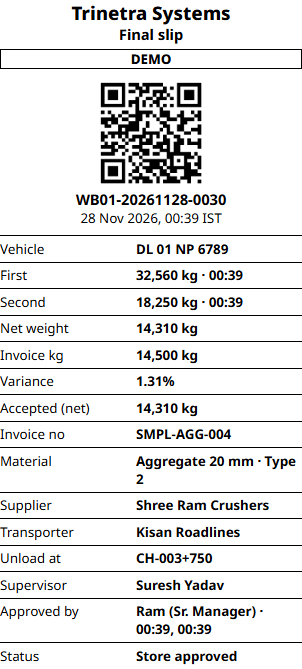 Trinetra Systems
Final slip
DEMO
WB01-20261128-0030
28 Nov 2026, 00:39 IST
Vehicle DL 01 NP 6789
First 32,560 kg · 00:39
Second 18,250 kg · 00:39
Net weight 14,310 kg
Invoice kg 14,500 kg
Variance 1.31%
Accepted (net) 14,310 kg
Invoice no SMPL-AGG-004
Material Aggregate 20 mm · Type
2
Supplier Shree Ram Crushers
Transporter Kisan Roadlines
Unload at CH-003+750
Supervisor Suresh Yadav
Approved by Ram (Sr. Manager) ·
00:39, 00:39
Status Store approved